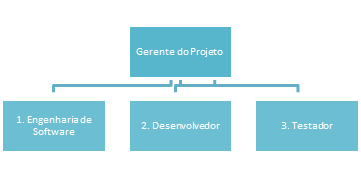 Gerente do Projeto
1. Engenharia de
Software
2. Desenvolvedor
3. Testador